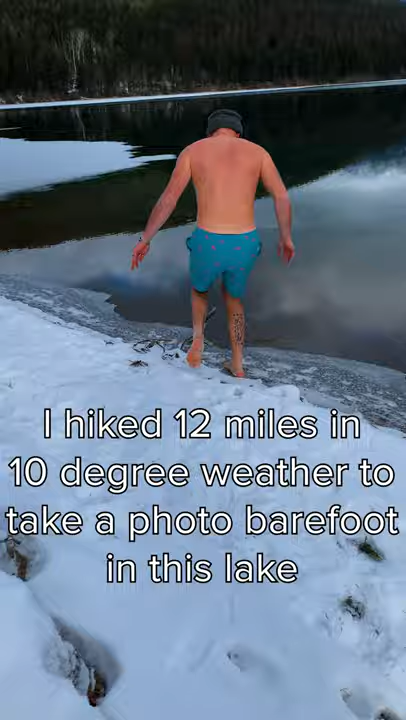 I hiked 12 miles in
10 degree weather to
take a photo barefoot
in this lake